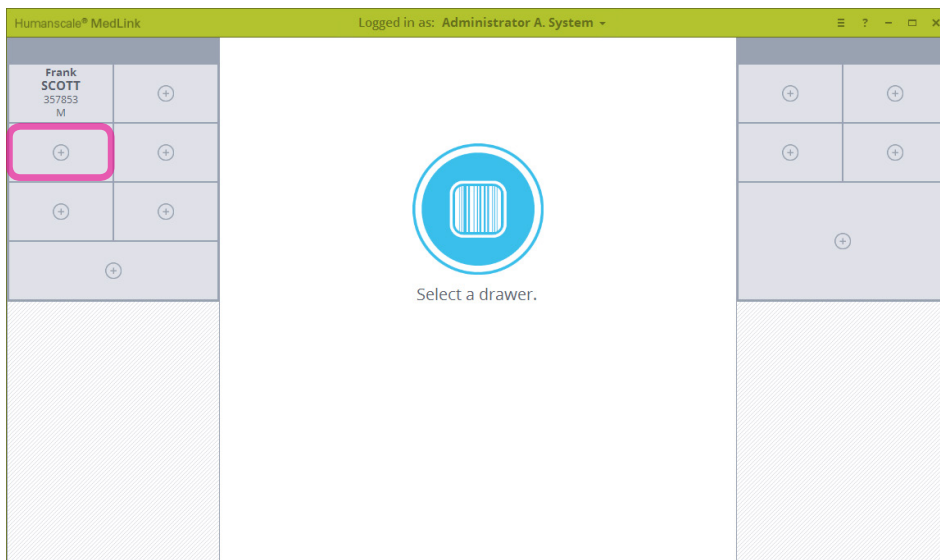 Humanscale® MedLink Logged in as: Administrator A. System ?
Frank
SCOTT
357853
M
Select a drawer.